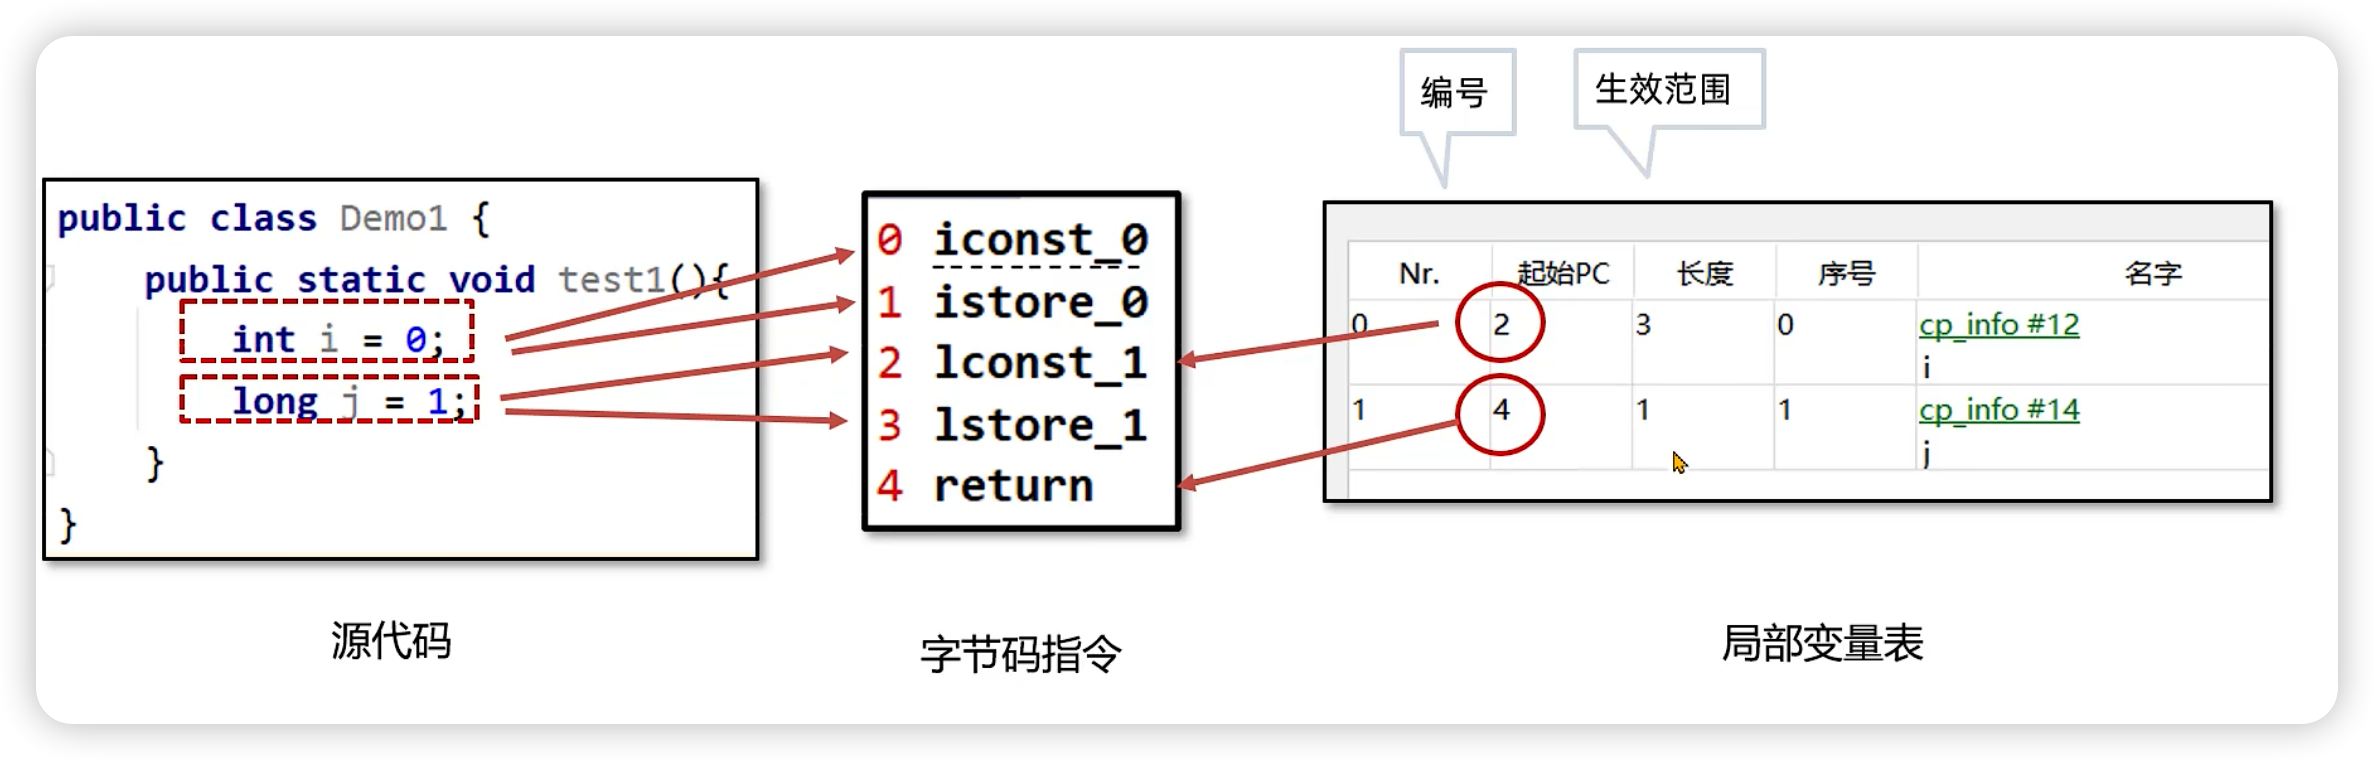 编号
生效范围
public class Demo1 {
public static void test1(){
int i = 0;
long j = 1;
}
}
源代码
0 iconst_0
1 istore_0
2 lconst_1
3 lstore_1
4 return
字节码指令
Nr. 起始PC 长度 序号 名字
0 2 3 0 cp_info #12
i
1 4 1 1 cp_info #14
j
局部变量表